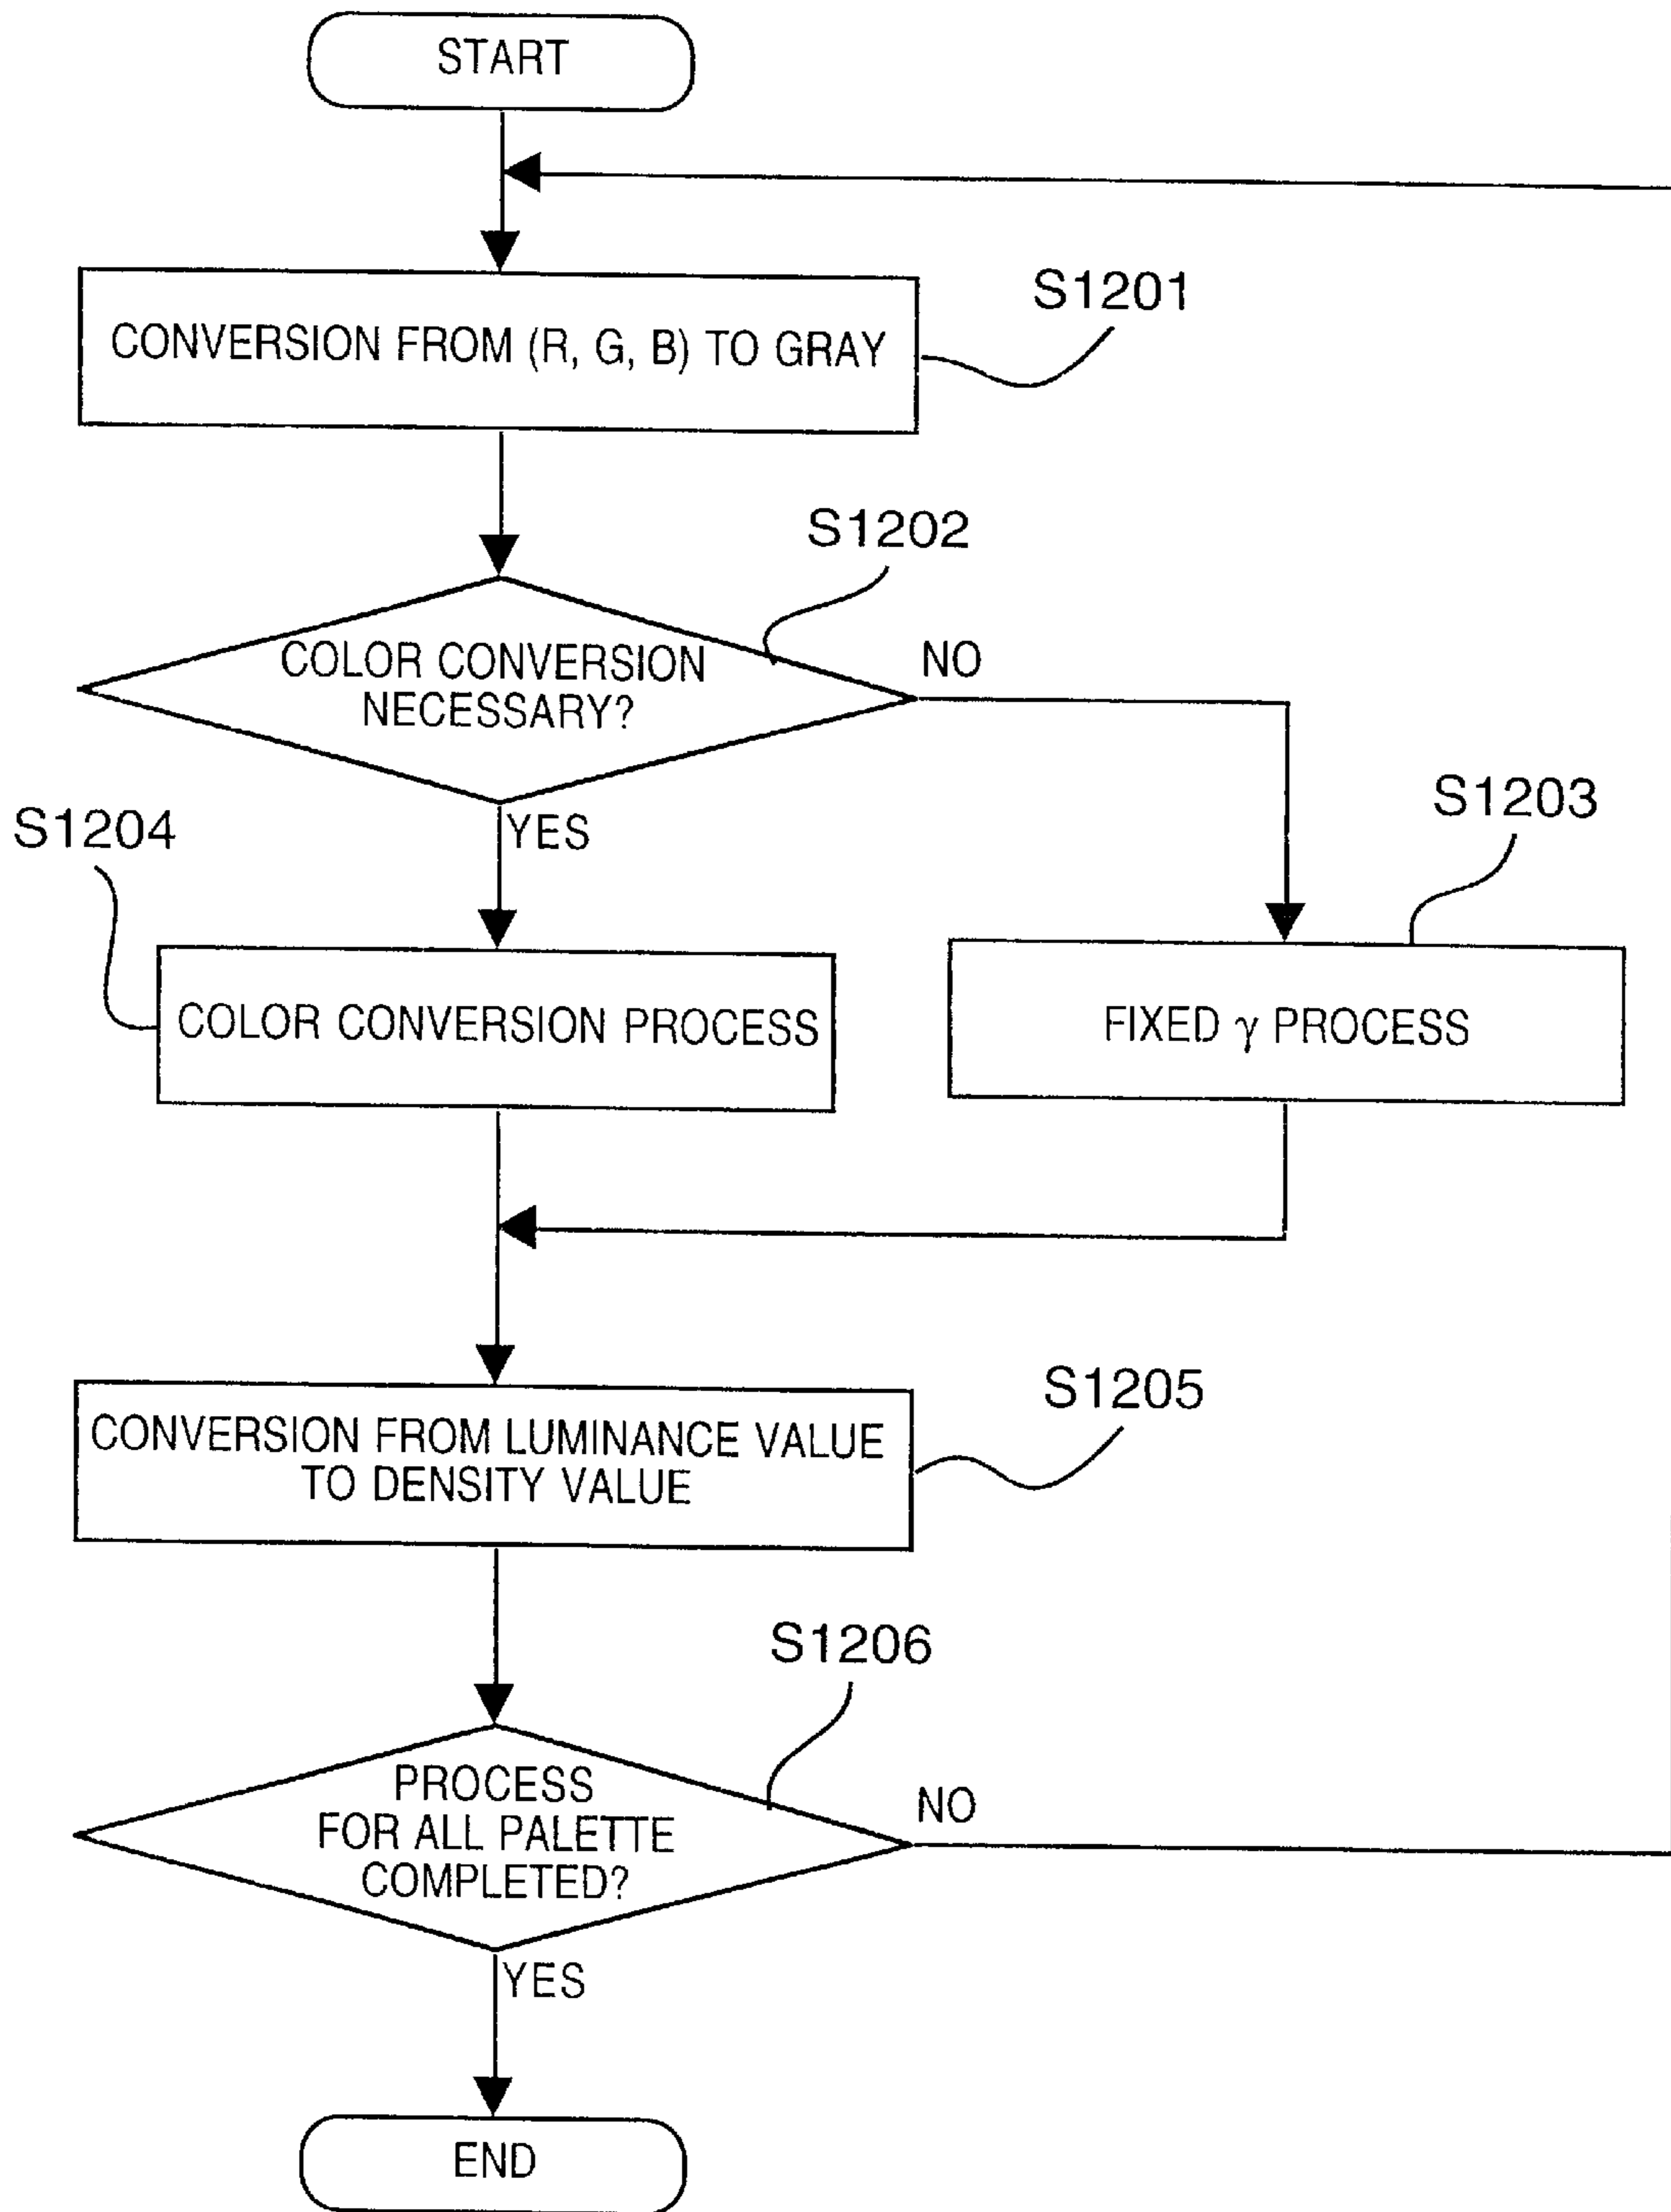 START
CONVERSION FROM (R, G, B) TO GRAY
S1201
S1202
COLOR CONVERSION
NECESSARY?
NO
YES
S1204
S1203
COLOR CONVERSION PROCESS
FIXED γ PROCESS
CONVERSION FROM LUMINANCE VALUE
TO DENSITY VALUE
S1205
S1206
PROCESS
FOR ALL PALETTE
COMPLETED?
NO
YES
END